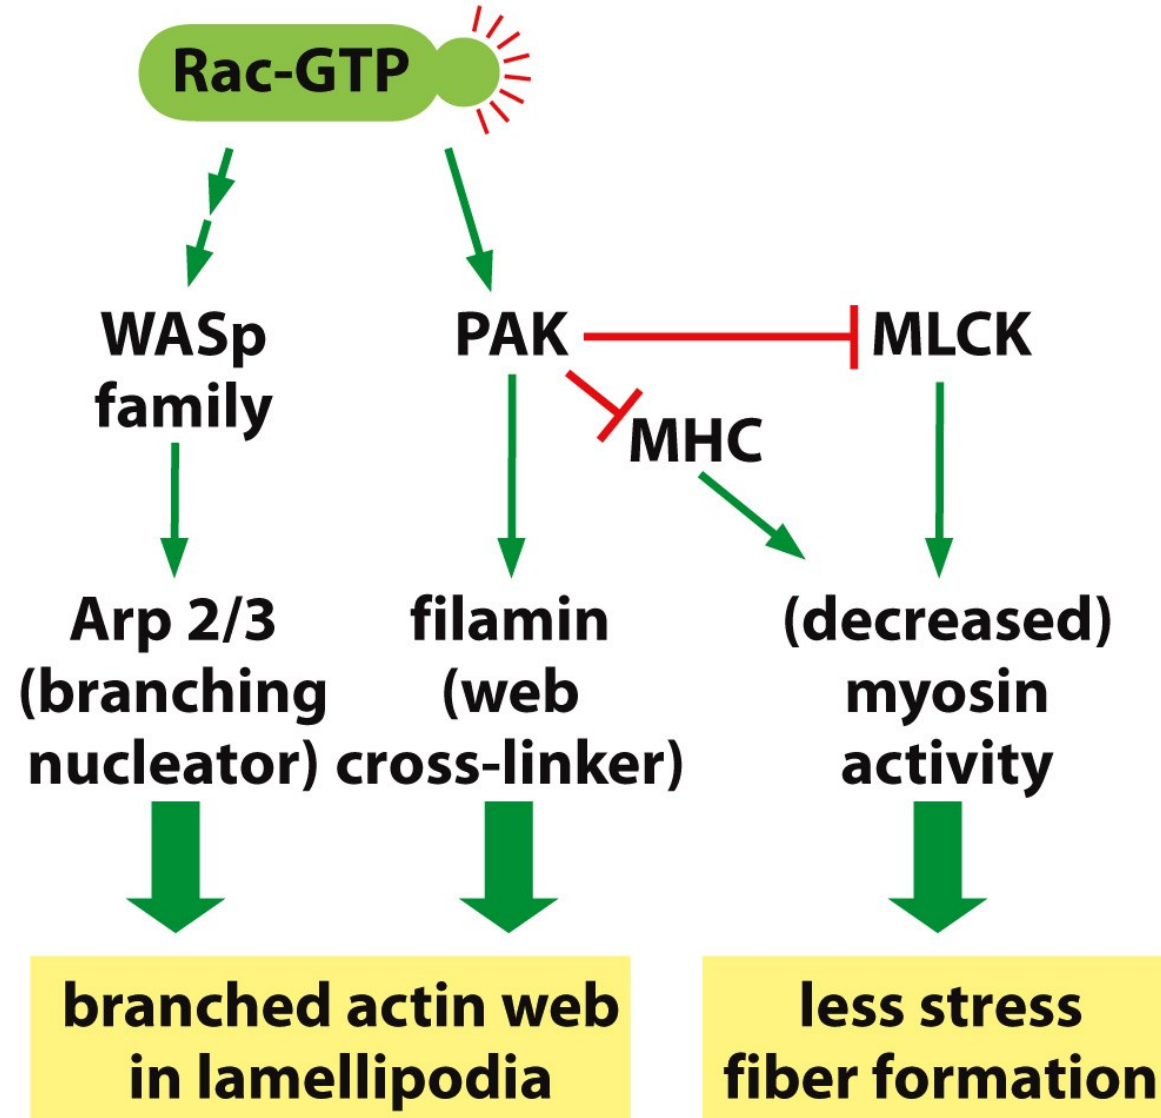 Rac-GTP
WASp
family
PAK
MLCK
MHC
Arp 2/3
(branching
nucleator)
filamin
(web
cross-linker)
(decreased)
myosin
activity
branched actin web
in lamellipodia
less stress
fiber formation